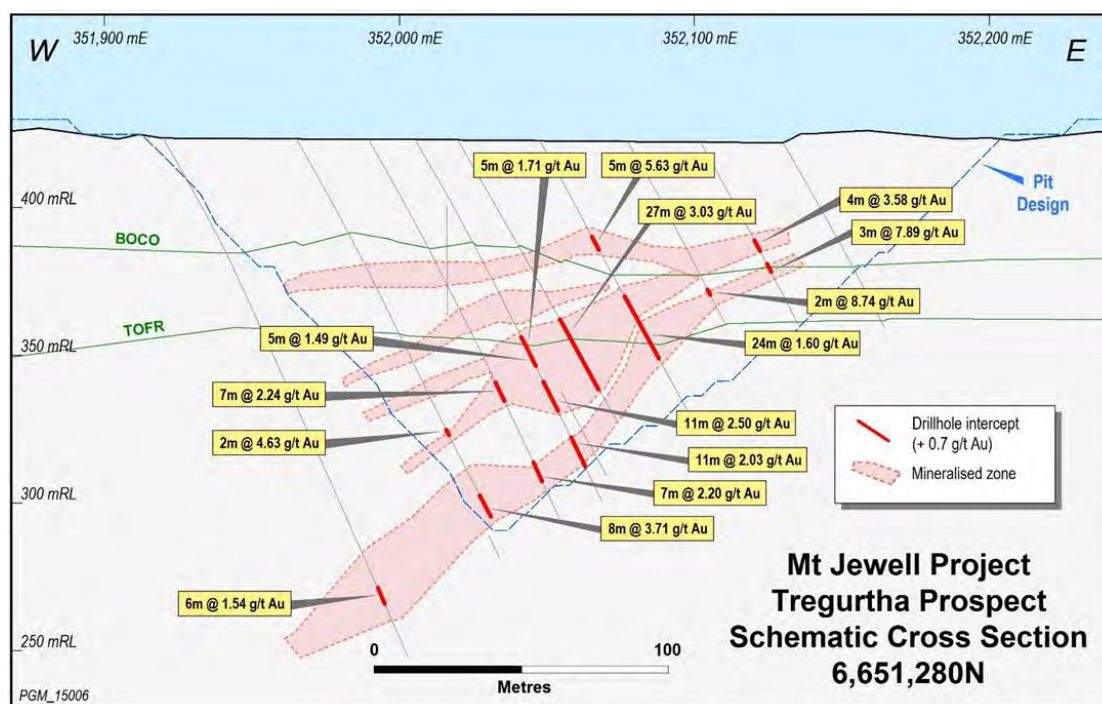 351,900 mE
352,000 mE
352,100 mE
352,200 mE
W
E
5m @ 1.71 g/t Au
5m @ 5.63 g/t Au
27m @ 3.03 g/t Au
4m @ 3.58 g/t Au
3m @ 7.89 g/t Au
Pit
Design
400 mRL
BOCO
2m @ 8.74 g/t Au
TOFR
350 mRL
5m @ 1.49 g/t Au
24m @ 1.60 g/t Au
7m @ 2.24 g/t Au
2m @ 4.63 g/t Au
11m @ 2.50 g/t Au
11m @ 2.03 g/t Au
7m @ 2.20 g/t Au
8m @ 3.71 g/t Au
300 mRL
Drillhole intercept
(+ 0.7 g/t Au)
Mineralised zone
6m @ 1.54 g/t Au
250 mRL
0
100
Metres
Mt Jewell Project
Tregurtha Prospect
Schematic Cross Section
6,651,280N
PGM_15006